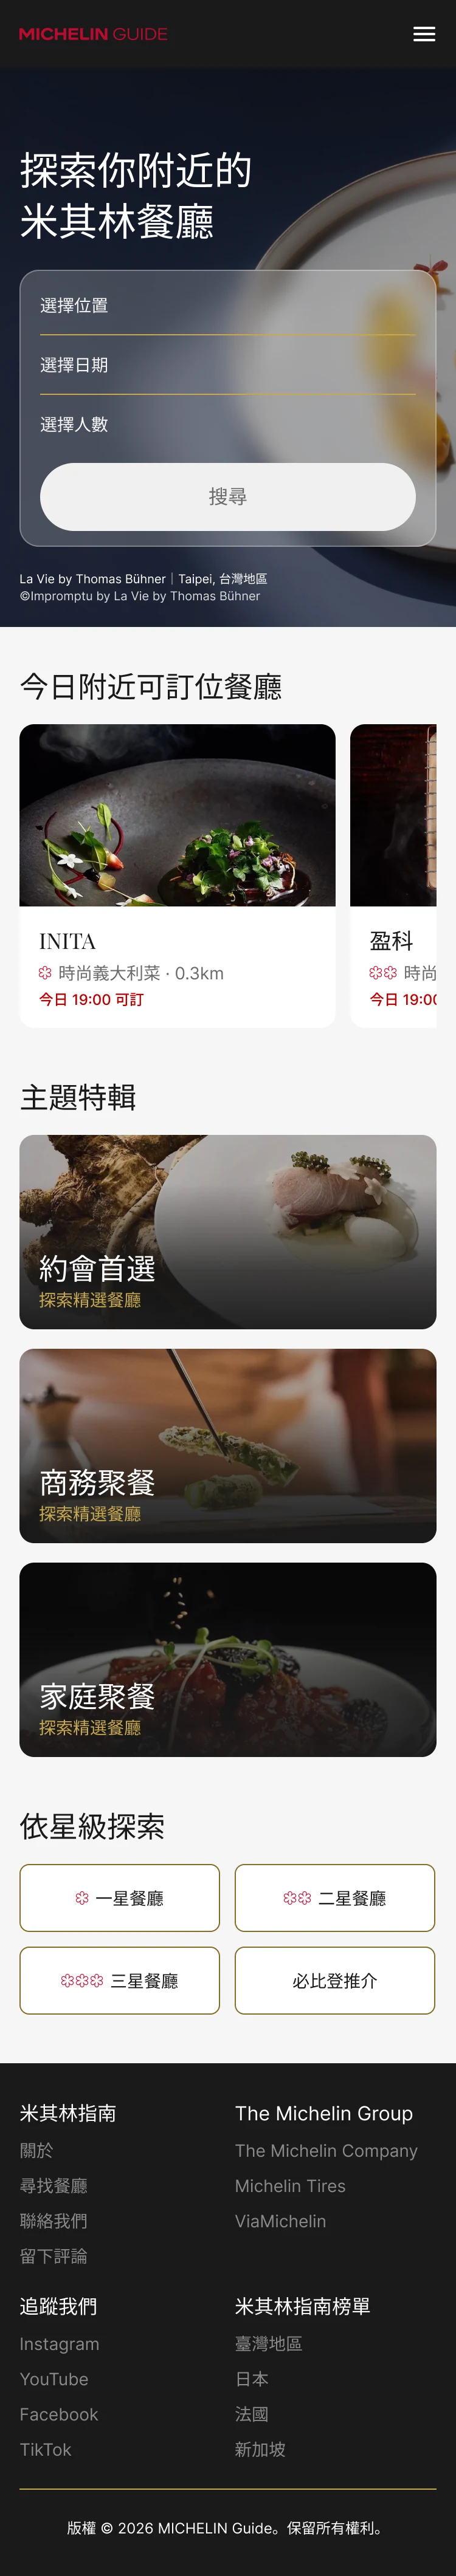 MICHELIN GUIDE
探索你附近的
米其林餐廳
選擇位置
選擇日期
選擇人數
搜尋
La Vie by Thomas Bühner｜Taipei, 台灣地區
©Impromptu by La Vie by Thomas Bühner
今日附近可訂位餐廳
INITA
時尚義大利菜 · 0.3km
今日 19:00 可訂
盈科
時尚
今日 19:00
主題特輯
約會首選
探索精選餐廳
商務聚餐
探索精選餐廳
家庭聚餐
探索精選餐廳
依星級探索
一星餐廳
二星餐廳
三星餐廳
必比登推介
米其林指南
關於
尋找餐廳
聯絡我們
留下評論
The Michelin Group
The Michelin Company
Michelin Tires
ViaMichelin
追蹤我們
Instagram
YouTube
Facebook
TikTok
米其林指南榜單
臺灣地區
日本
法國
新加坡
版權 © 2026 MICHELIN Guide。保留所有權利。